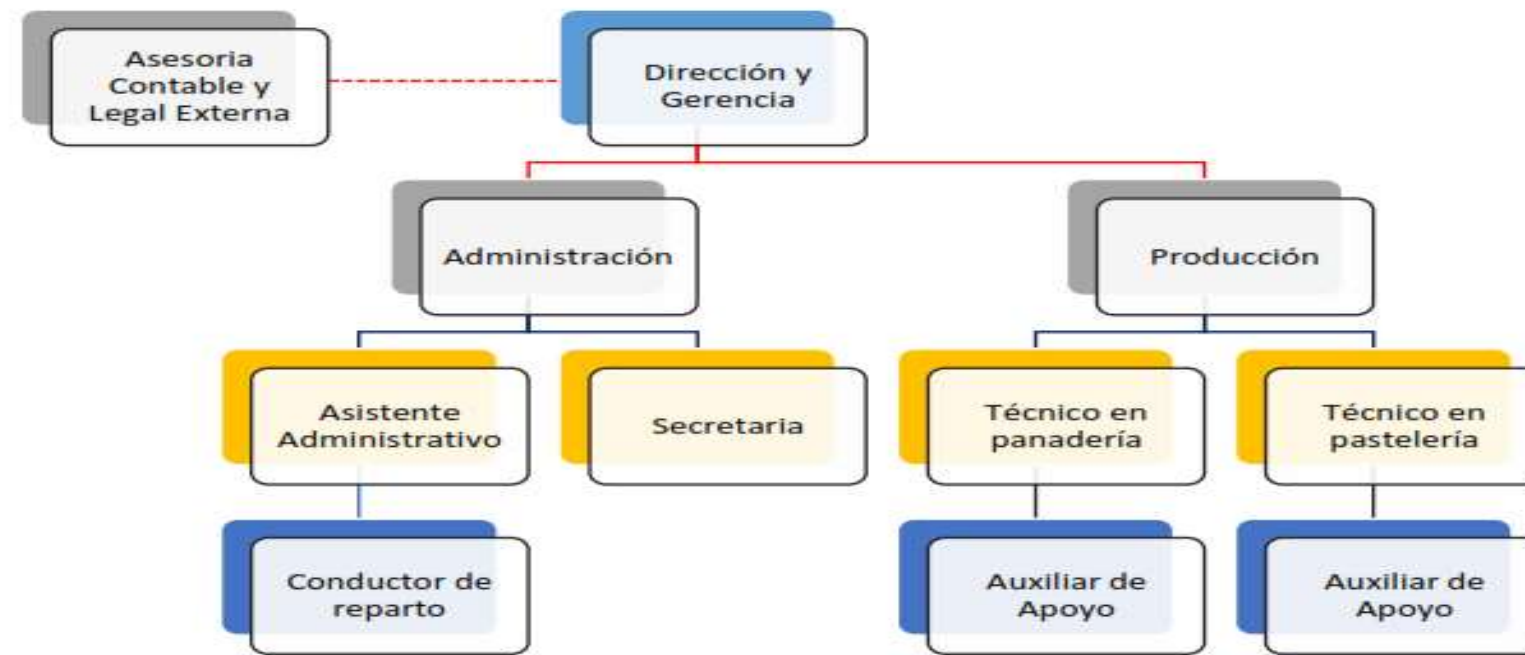 Asesoria
Contable y
Legal Externa
Dirección y
Gerencia
Administración
Producción
Asistente
Administrativo
Secretaria
Técnico en
panadería
Técnico en
pastelería
Conductor de
reparto
Auxiliar de
Apoyo
Auxiliar de
Apoyo